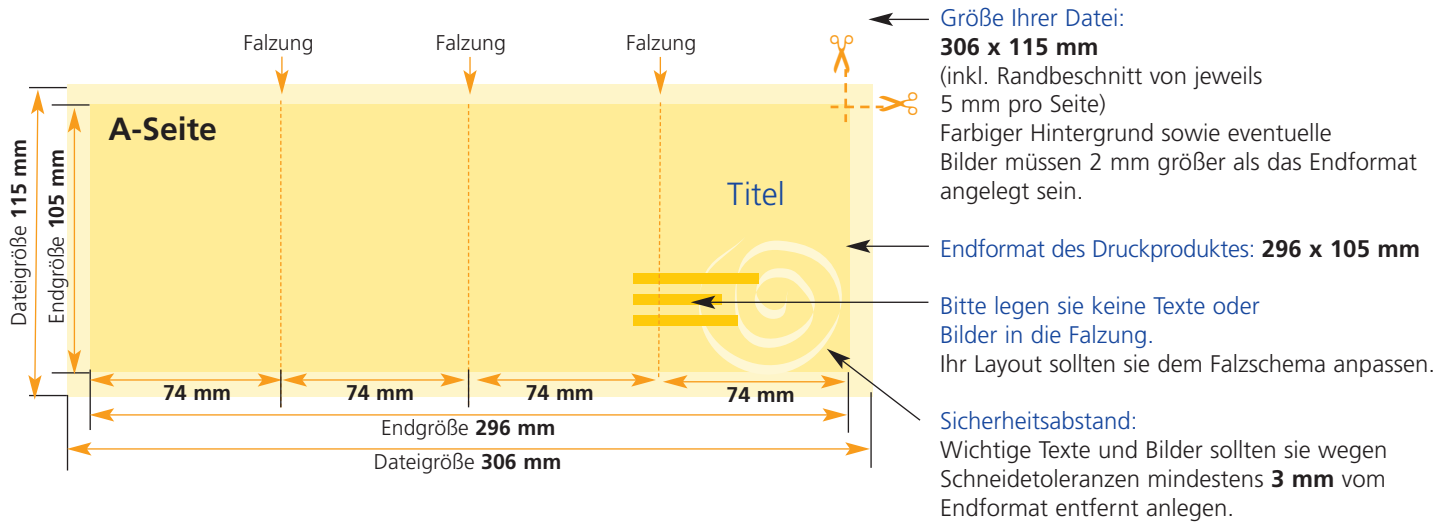 Falzung
Falzung
Falzung
A-Seite
Titel
Dateigröße 115 mm
Endgröße 105 mm
74 mm
74 mm
74 mm
74 mm
Endgröße 296 mm
Dateigröße 306 mm
Größe Ihrer Datei:
306 x 115 mm
(inkl. Randbeschnitt von jeweils
5 mm pro Seite)
Farbiger Hintergrund sowie eventuelle
Bilder müssen 2 mm größer als das Endformat
angelegt sein.
Endformat des Druckproduktes: 296 x 105 mm
Bitte legen sie keine Texte oder
Bilder in die Falzung.
Ihr Layout sollten sie dem Falzschema anpassen.
Sicherheitsabstand:
Wichtige Texte und Bilder sollten sie wegen
Schneidetoleranzen mindestens 3 mm vom
Endformat entfernt anlegen.